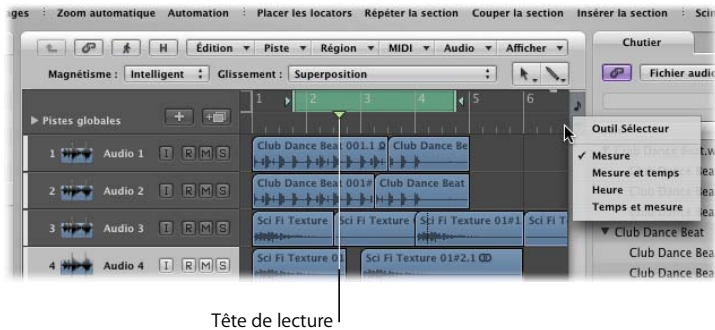 ges Zoom automatique Automation Placer les locators Répéter la section Couper la section Insérer la section Scin
H Édition Piste Région MIDI Audio Afficher Chutier
Magnétisme : Intelligent Glissement : Superposition Fichier audio
1 2 3 4 5 6
Pistes globales
Outil Sélecteur
✓ Mesure
Mesure et temps
Heure
Temps et mesure
1 Audio 1 I R M S Club Dance Beat 001.1 Club Dance Be
2 Audio 2 I R M S Club Dance Beat 001# Club Dance Beat
3 Audio 3 I R M S Sci Fi Texture Sci Fi Texture Sci Fi Texture 01#1 Sci Fi T
Club Dance Beat
4 Audio 4 I R M S Sci Fi Texture 01 Sci Fi Texture 01#2.1
Club Dance Bea
Club Dance Bea
Tête de lecture